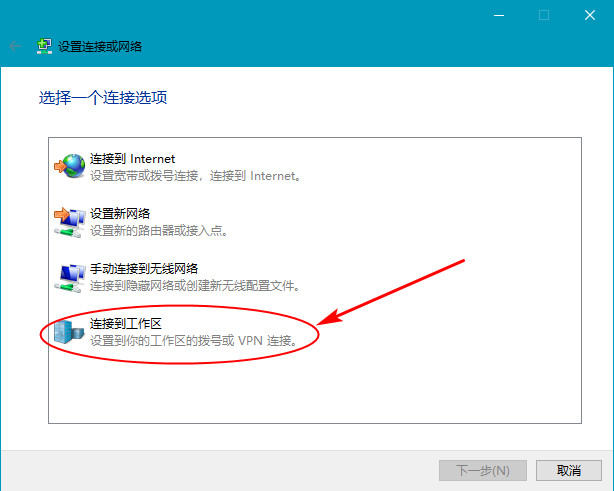 设置连接或网络
选择一个连接选项
连接到 Internet
设置宽带或拨号连接，连接到 Internet。
设置新网络
设置新的路由器或接入点。
手动连接到无线网络
连接到隐藏网络或创建新无线配置文件。
连接到工作区
设置到你的工作区的拨号或 VPN 连接。
下一步(N)
取消